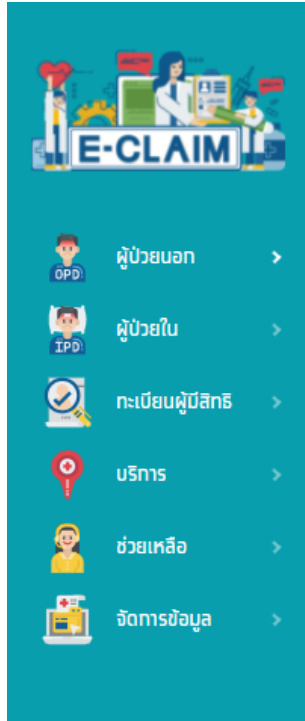 E-CLAIM
OPD
ผู้ป่วยนอก
IPD
ผู้ป่วยใน
ทะเบียนผู้มีสิทธิ
บริการ
ช่วยเหลือ
จัดการข้อมูล